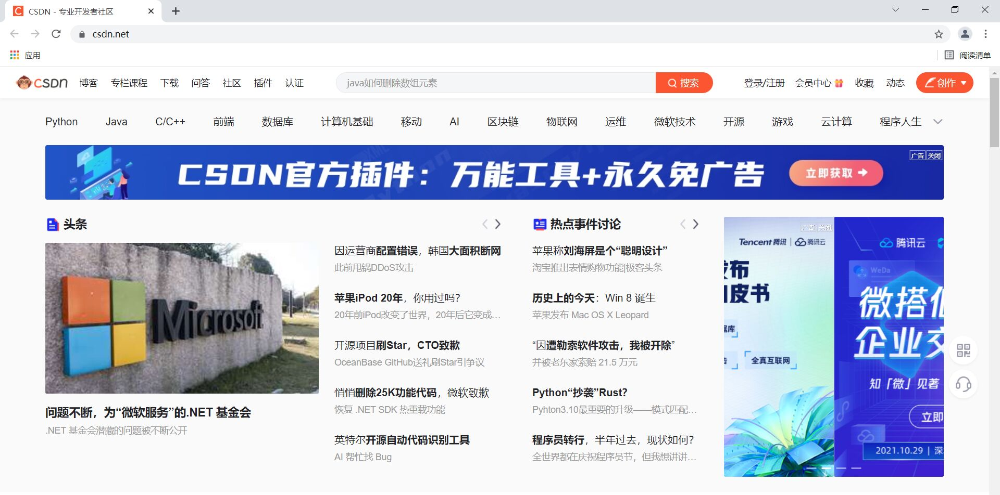 CSDN - 专业开发者社区
csdn.net
应用
阅读清单
CSDN 博客 专栏课程 下载 问答 社区 插件 认证
java如何删除数组元素
搜索
登录/注册 会员中心 收藏 动态 创作
Python Java C/C++ 前端 数据库 计算机基础 移动 AI 区块链 物联网 运维 微软技术 开源 游戏 云计算 程序人生
CSDN官方插件：万能工具+永久免广告
立即获取
广告 关闭
头条
Microsoft
问题不断，为“微软服务”的.NET 基金会
.NET 基金会潜藏的问题被不断公开
因运营商配置错误，韩国大面积断网
此前甩锅DDoS攻击
苹果iPod 20年，你用过吗？
20年前iPod改变了世界，20年后它变成…
开源项目刷Star，CTO致歉
OceanBase GitHub送礼刷Star引争议
悄悄删除25K功能代码，微软致歉
恢复 .NET SDK 热重载功能
英特尔开源自动代码识别工具
AI 帮忙找 Bug
热点事件讨论
苹果称刘海屏是个“聪明设计”
淘宝推出表情购物功能|极客头条
历史上的今天：Win 8 诞生
苹果发布 Mac OS X Leopard
“因遭勒索软件攻击，我被开除”
并被老东家索赔 21.5 万元
Python“抄袭”Rust？
Pyhton3.10最重要的升级——模式匹配…
程序员转行，半年过去，现状如何？
全世界都在庆祝程序员节，但我想讲讲…
广告 关闭
Tencent 腾讯 | 腾讯云
布
皮书
库
全真互联网
腾讯云
WeDa
微搭
企业
知「微」见著
立即
2021.10.29 | 深